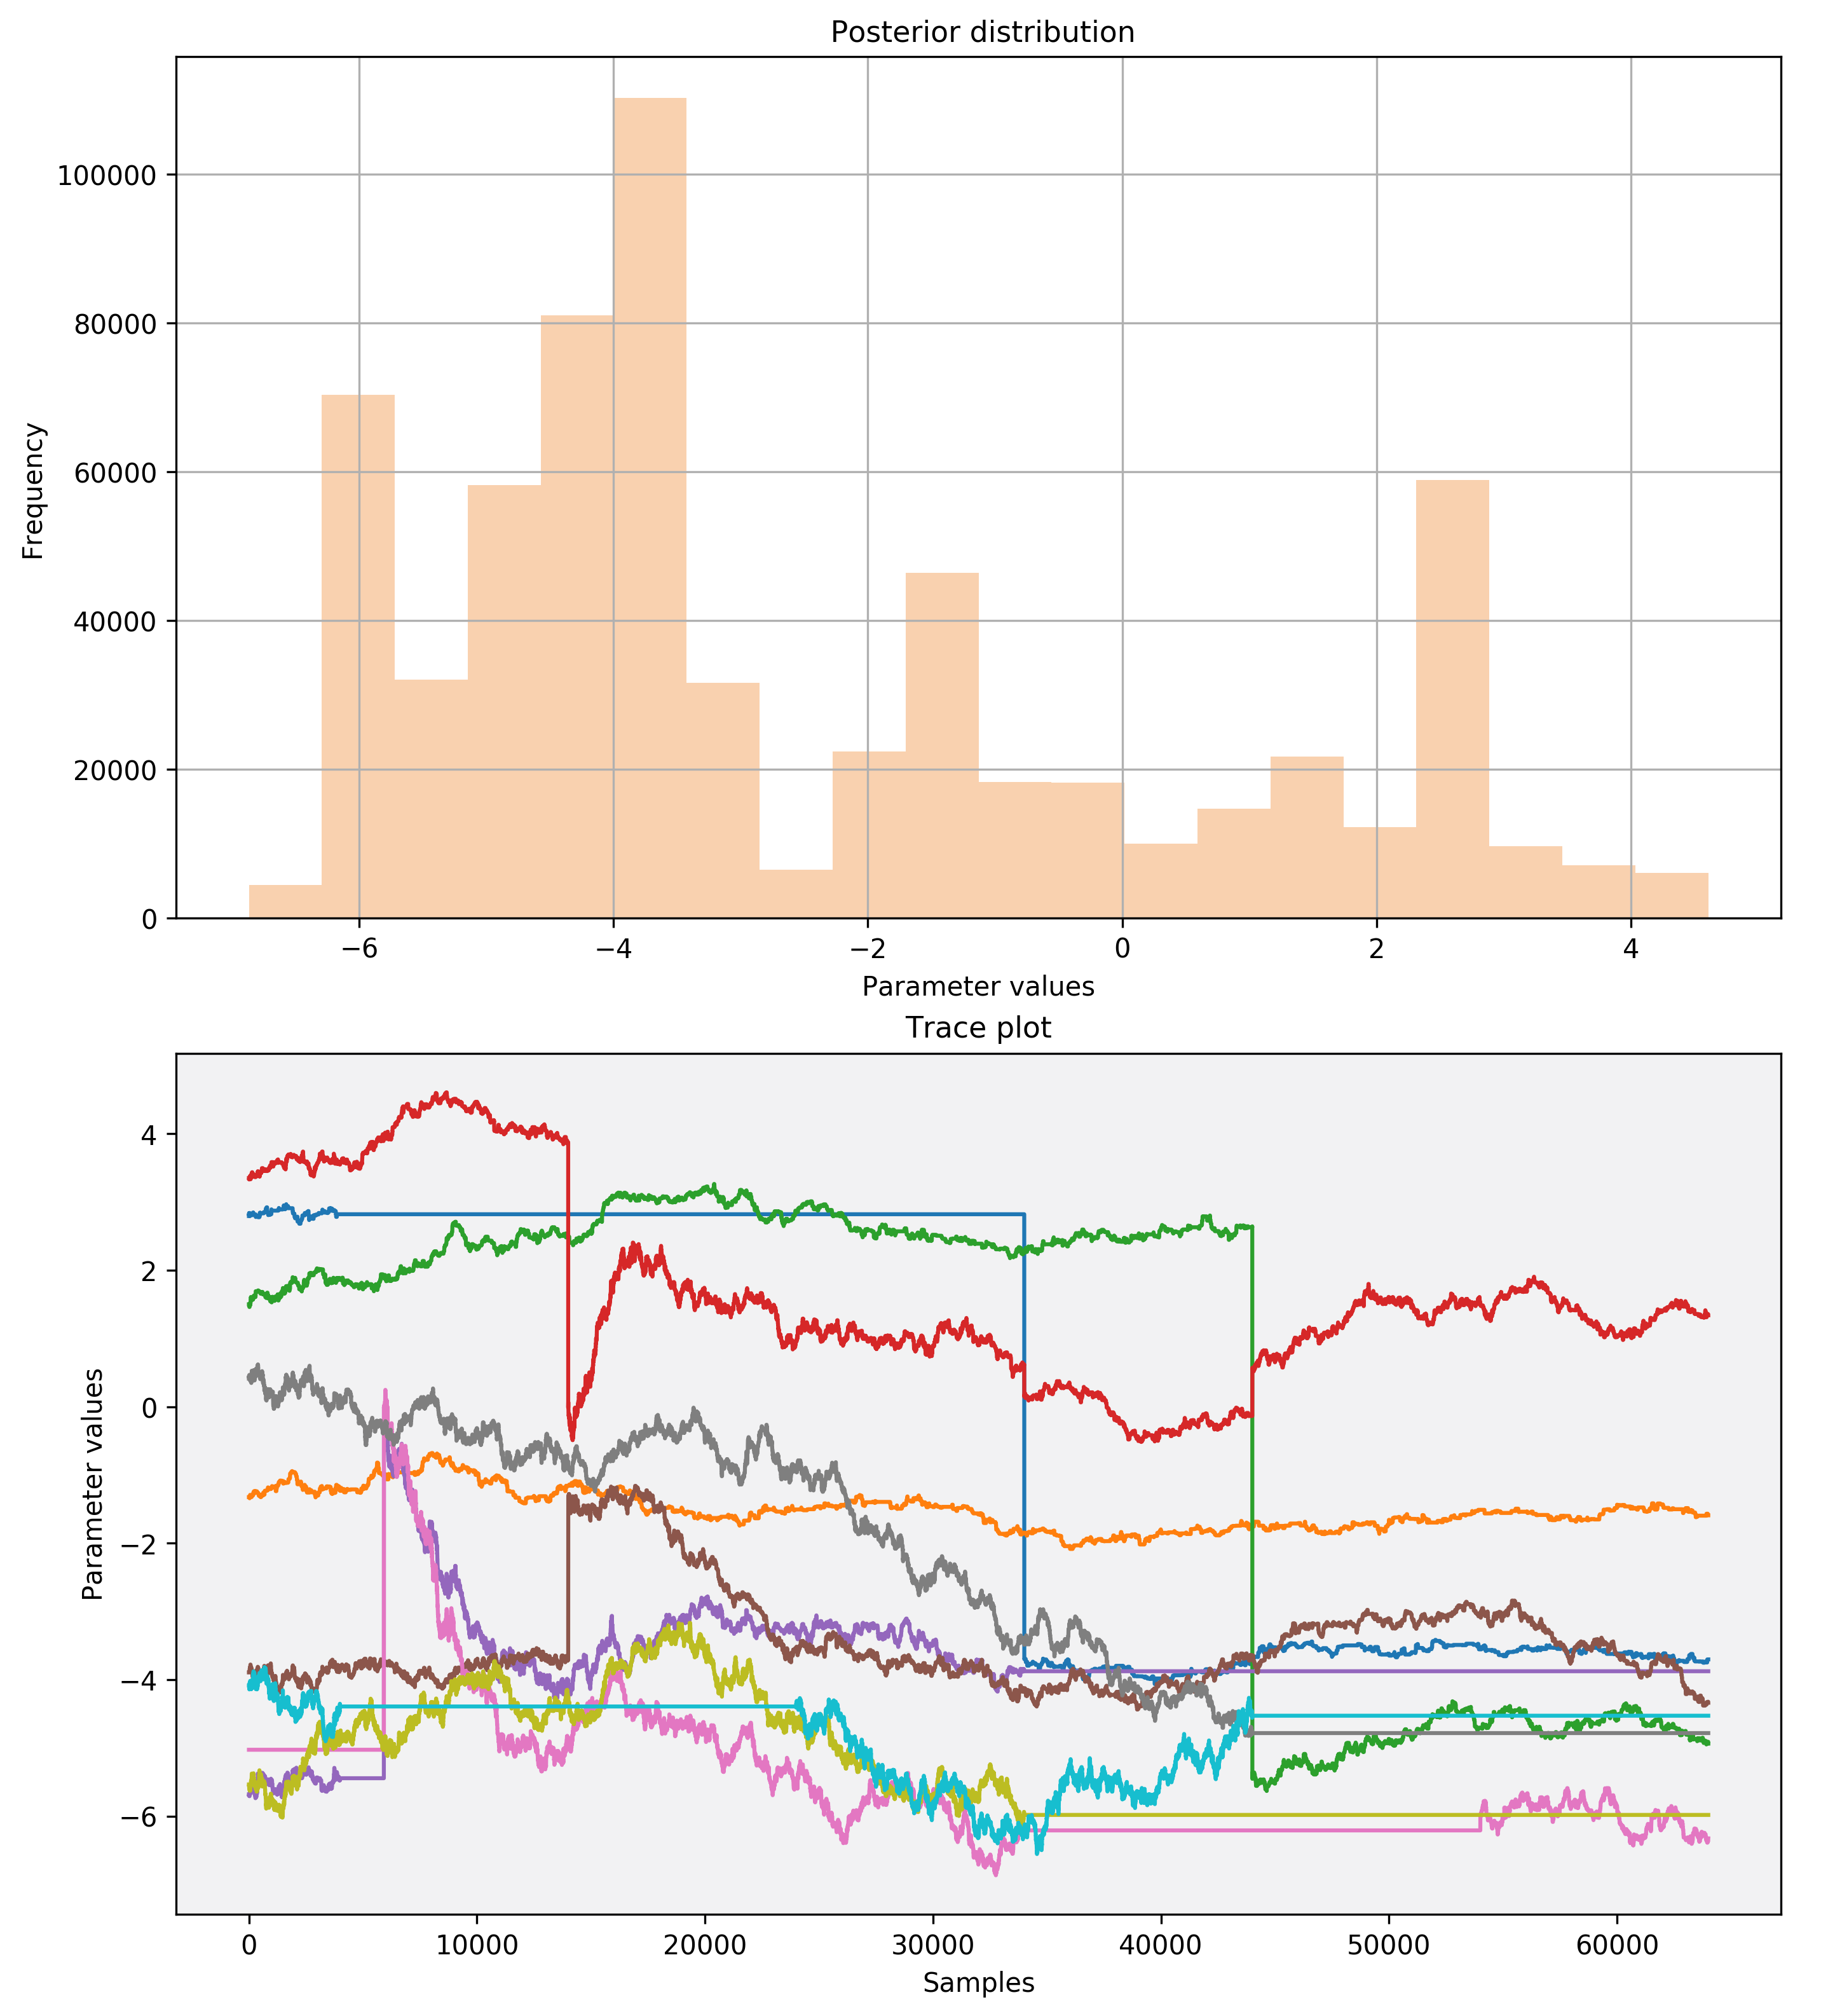 Posterior distribution
100000
80000
60000
40000
20000
0
Frequency
−6 −4 −2 0 2 4
Parameter values
Trace plot
4
2
0
−2
−4
−6
Parameter values
0 10000 20000 30000 40000 50000 60000
Samples